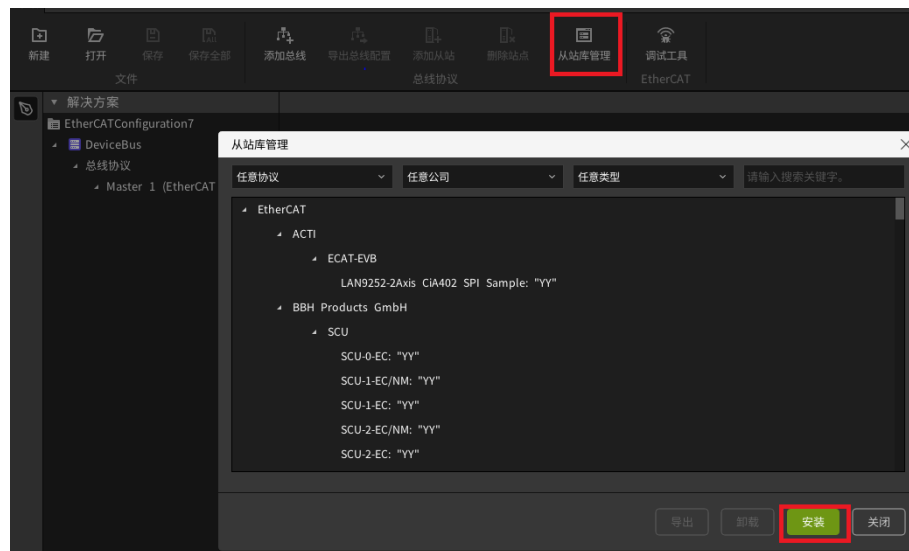 新建 打开 保存 保存全部 添加总线 导出总线配置 添加从站 删除站点 从站库管理 调试工具
文件 总线协议 EtherCAT
解决方案
EtherCATConfiguration7
DeviceBus
总线协议
Master 1 (EtherCAT
从站库管理
任意协议 任意公司 任意类型 请输入搜索关键字。
EtherCAT
ACTI
ECAT-EVB
LAN9252-2Axis CiA402 SPI Sample: "YY"
BBH Products GmbH
SCU
SCU-0-EC: "YY"
SCU-1-EC/NM: "YY"
SCU-1-EC: "YY"
SCU-2-EC/NM: "YY"
SCU-2-EC: "YY"
导出 卸载 安装 关闭